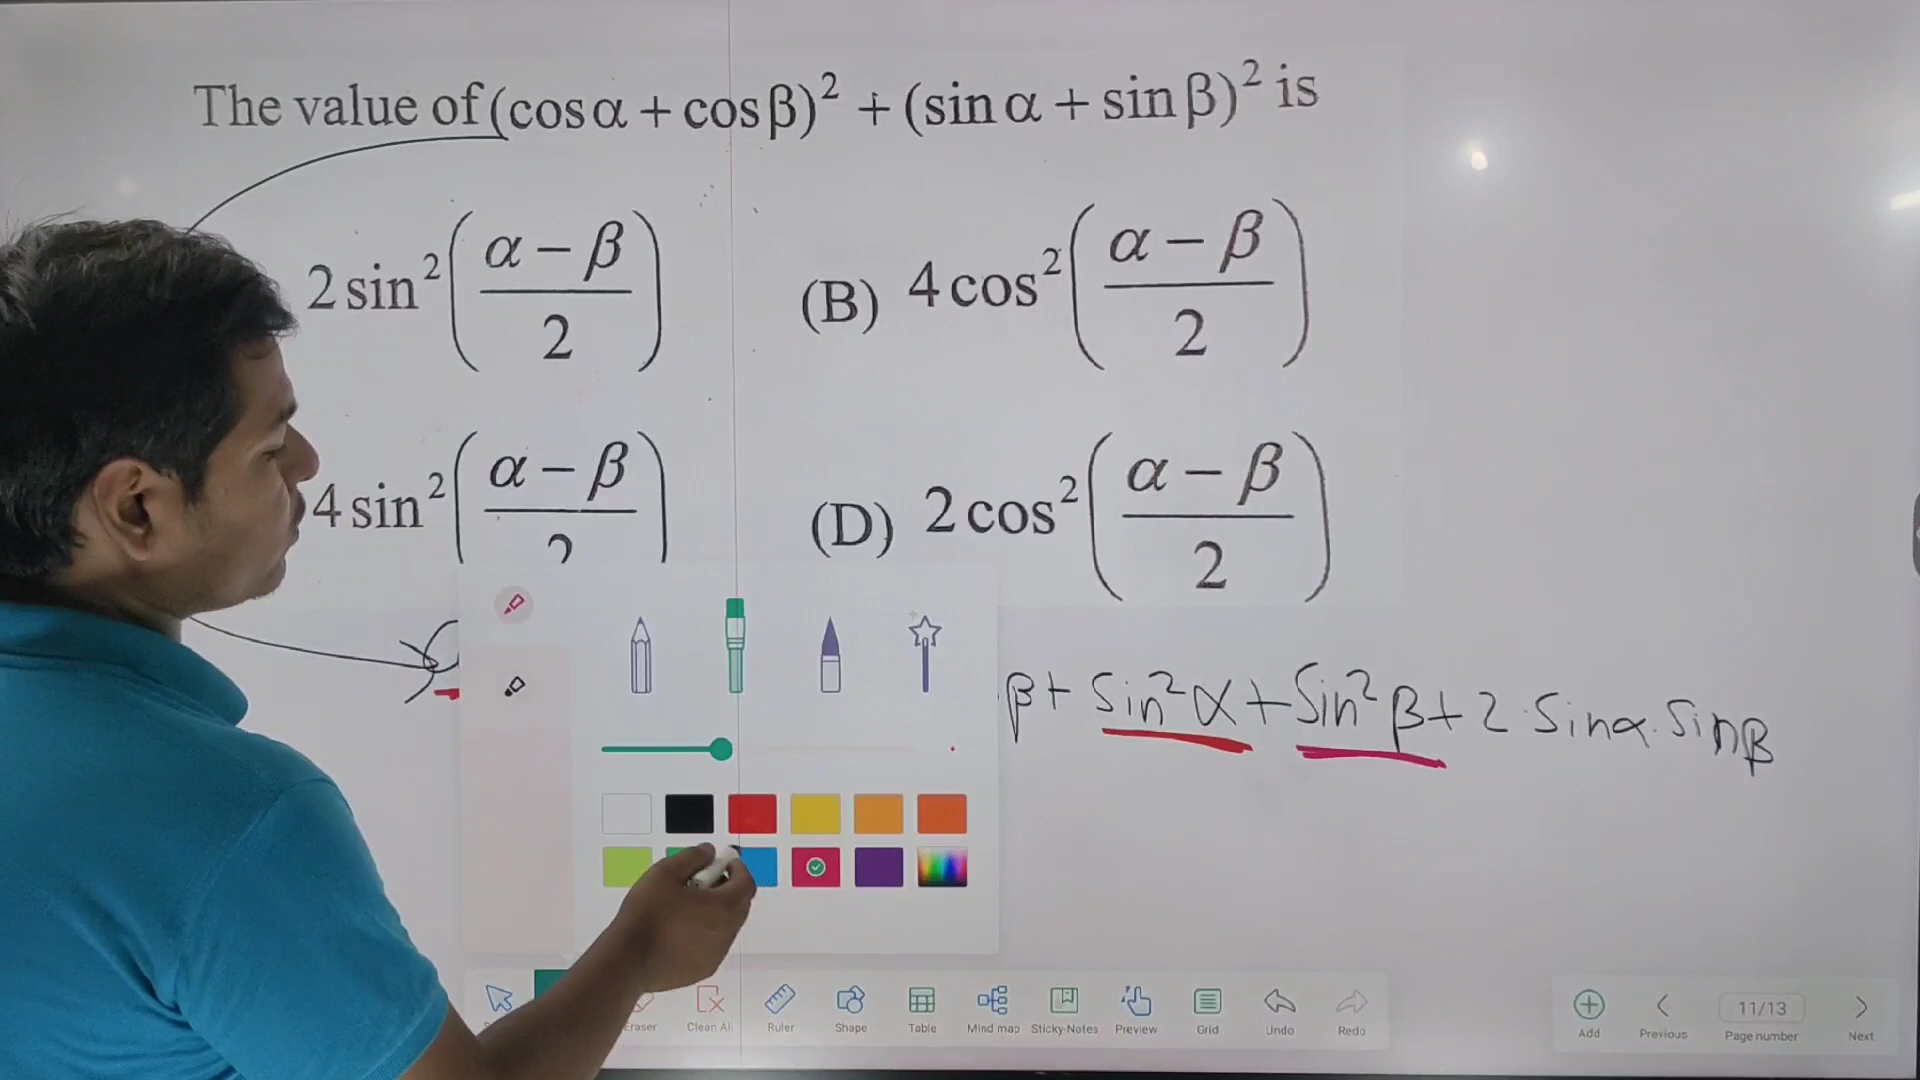 The value of (cos α + cos β)² + (sin α + sin β)² is
2 sin² ((α − β)/2)
(B) 4 cos² ((α − β)/2)
4 sin² ((α − β)/2)
(D) 2 cos² ((α − β)/2)
β + Sin²α + Sin²β + 2 · Sinα · Sinβ
Clean All
Ruler
Shape
Table
Mind map
Sticky-Notes
Preview
Grid
Undo
Redo
Add
Previous
11/13
Page number
Next